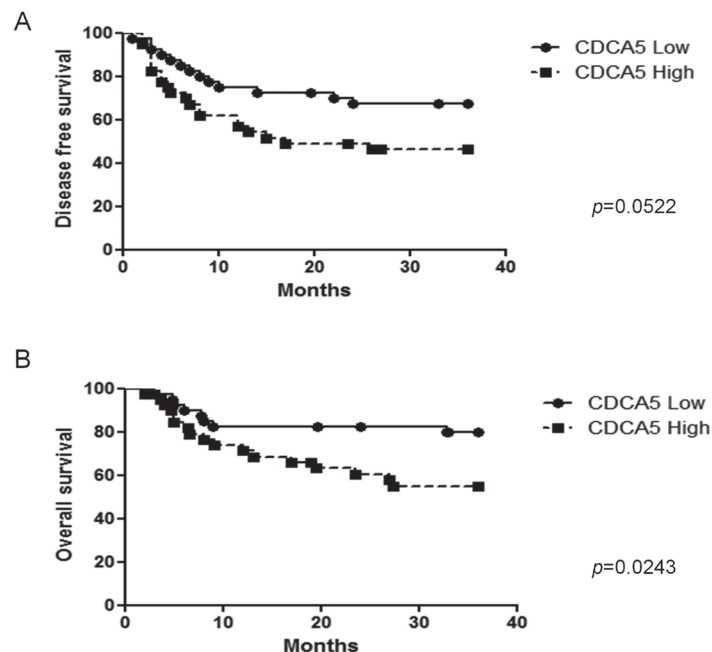 A
Disease free survival
100
80
60
40
20
0
0 10 20 30 40
Months
CDCA5 Low
CDCA5 High
p=0.0522
B
Overall survival
100
80
60
40
20
0
0 10 20 30 40
Months
CDCA5 Low
CDCA5 High
p=0.0243